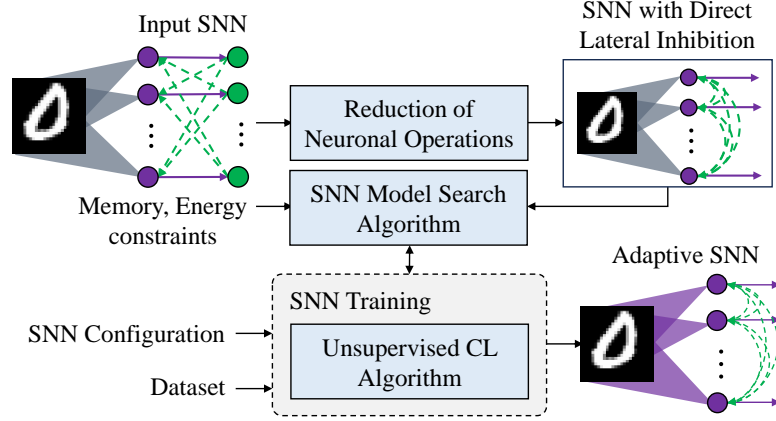 Input SNN
SNN with Direct
Lateral Inhibition
Reduction of
Neuronal Operations
Memory, Energy
constraints
SNN Model Search
Algorithm
Adaptive SNN
SNN Training
SNN Configuration
Unsupervised CL
Algorithm
Dataset